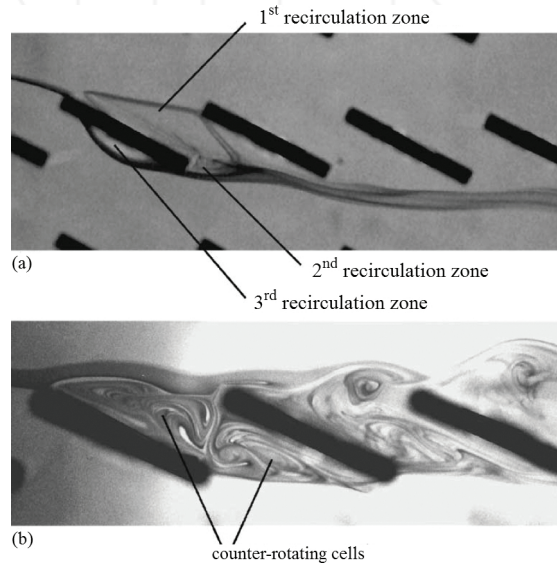 1st recirculation zone
(a)
2nd recirculation zone
3rd recirculation zone
(b)
counter-rotating cells